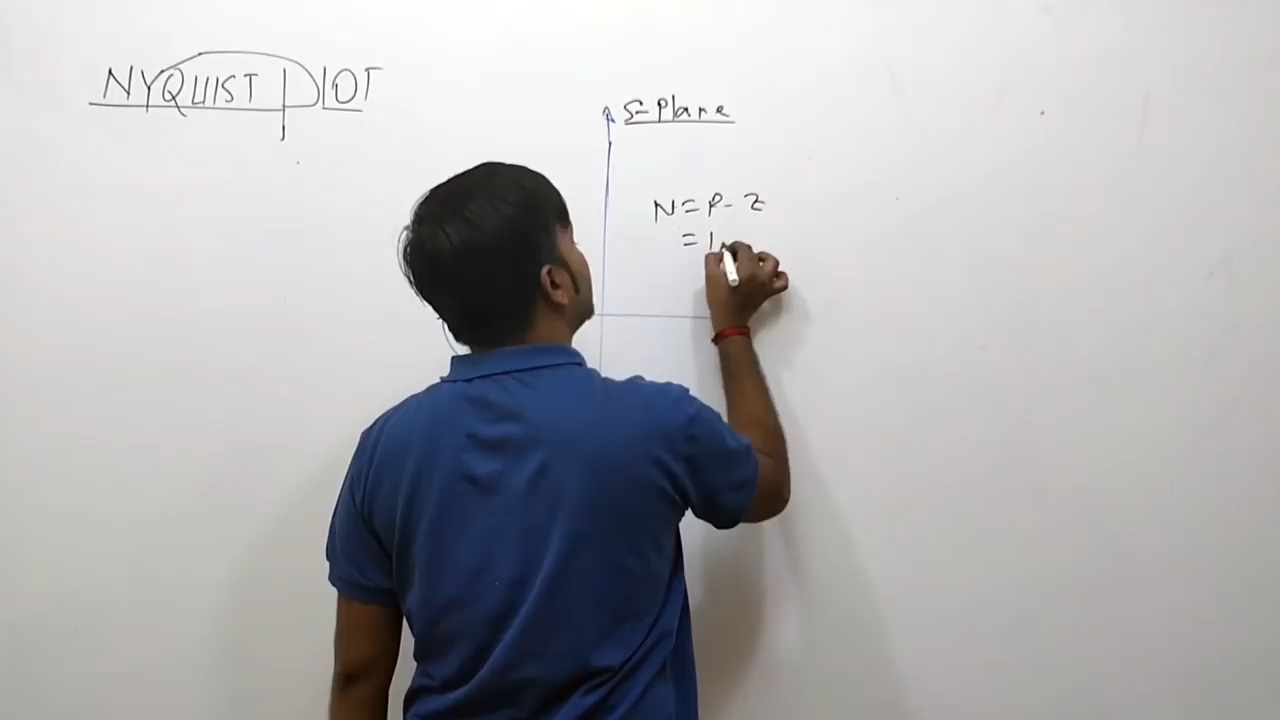 NYQUIST PLOT
S-Plane
N = P - Z
= 1